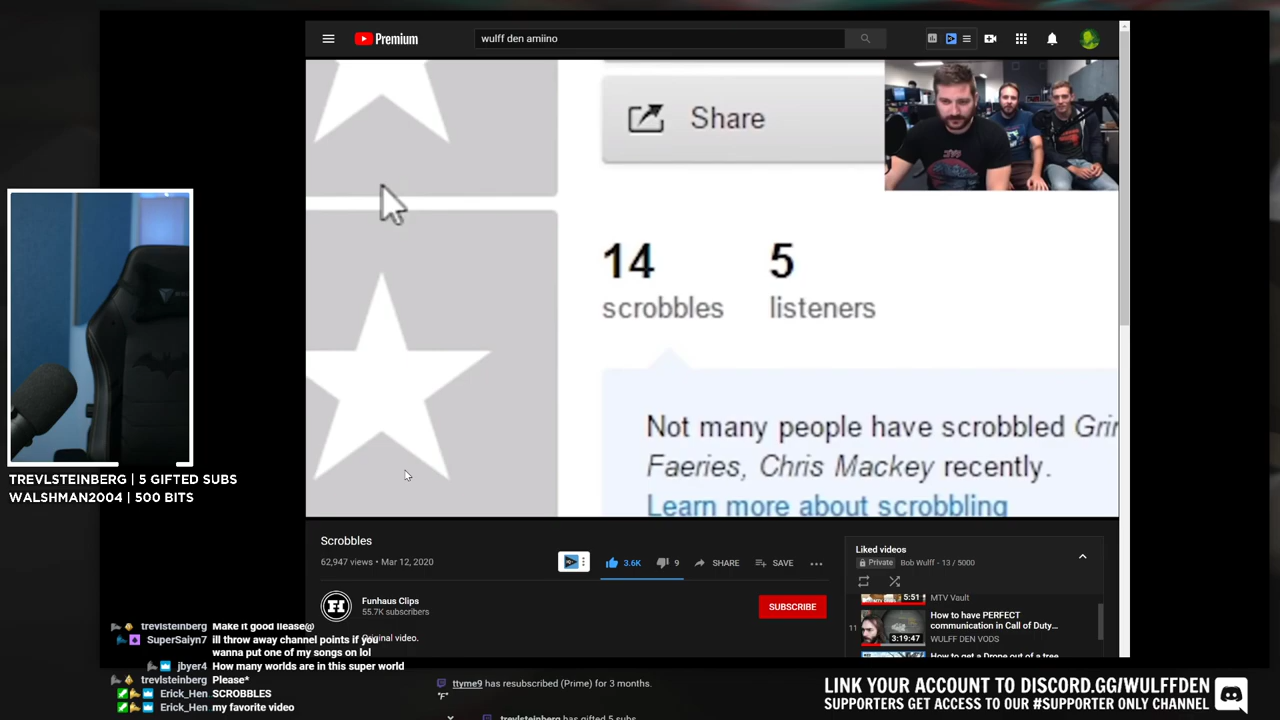 Premium
wulff den amiino
Share
14
scrobbles
5
listeners
Not many people have scrobbled Grim
Faeries, Chris Mackey recently.
Learn more about scrobbling
TREVLSTEINBERG | 5 GIFTED SUBS
WALSHMAN2004 | 500 BITS
Scrobbles
62,947 views • Mar 12, 2020
3.6K
9
SHARE
SAVE
Funhaus Clips
55.7K subscribers
SUBSCRIBE
Original video.
Liked videos
Private
Bob Wulff - 13 / 5000
5:51
MTV Vault
11
3:19:47
How to have PERFECT
communication in Call of Duty...
WULFF DEN VODS
How to get a Drone out of a tree
trevlsteinberg Make it good llease@
SuperSaiyn7 ill throw away channel points if you
wanna put one of my songs on lol
jbyer4 How many worlds are in this super world
trevlsteinberg Please*
Erick_Hen SCROBBLES
Erick_Hen my favorite video
ttyme9 has resubscribed (Prime) for 3 months.
"F"
trevlsteinberg has gifted 5 subs
LINK YOUR ACCOUNT TO DISCORD.GG/WULFFDEN
SUPPORTERS GET ACCESS TO OUR #SUPPORTER ONLY CHANNEL